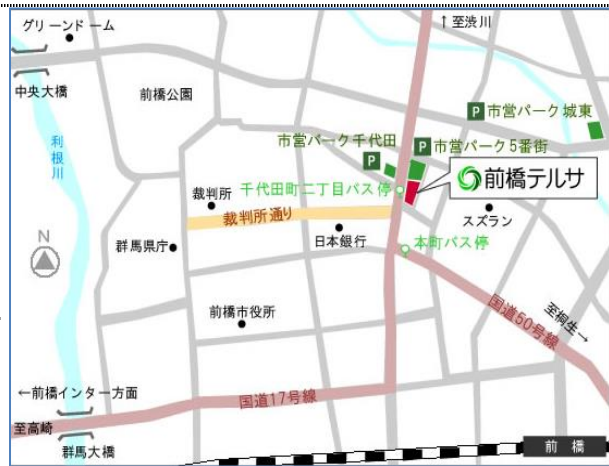 グリーンドーム
↑至渋川
中央大橋
前橋公園
P 市営パーク城東
利根川
市営パーク千代田
P
P 市営パーク5番街
前橋テルサ
裁判所
千代田町二丁目バス停
スズラン
裁判所通り
N
群馬県庁
日本銀行
本町バス停
前橋市役所
国道50号線
至桐生→
←前橋インター方面
国道17号線
至高崎
群馬大橋
前橋